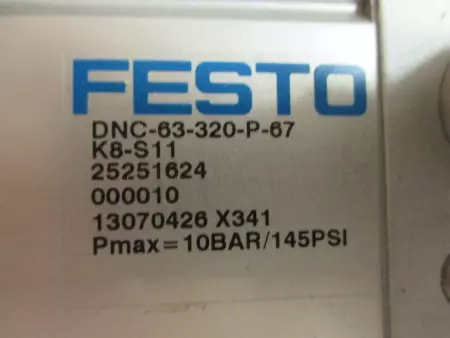 FESTO
DNC-63-320-P-67
K8-S11
25251624
000010
13070426 X341
Pmax=10BAR/145PSI